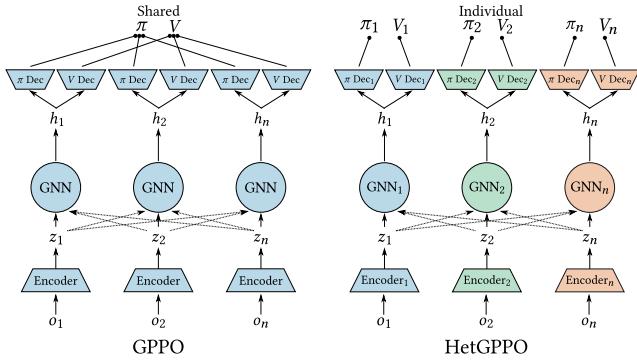 Shared
π V
π Dec V Dec π Dec V Dec π Dec V Dec
h₁ h₂ hₙ
GNN GNN GNN
z₁ z₂ zₙ
Encoder Encoder Encoder
o₁ o₂ oₙ
GPPO
Individual
π₁ V₁ π₂ V₂ πₙ Vₙ
π Dec₁ V Dec₁ π Dec₂ V Dec₂ π Decₙ V Decₙ
h₁ h₂ hₙ
GNN₁ GNN₂ GNNₙ
z₁ z₂ zₙ
Encoder₁ Encoder₂ Encoderₙ
o₁ o₂ oₙ
HetGPPO